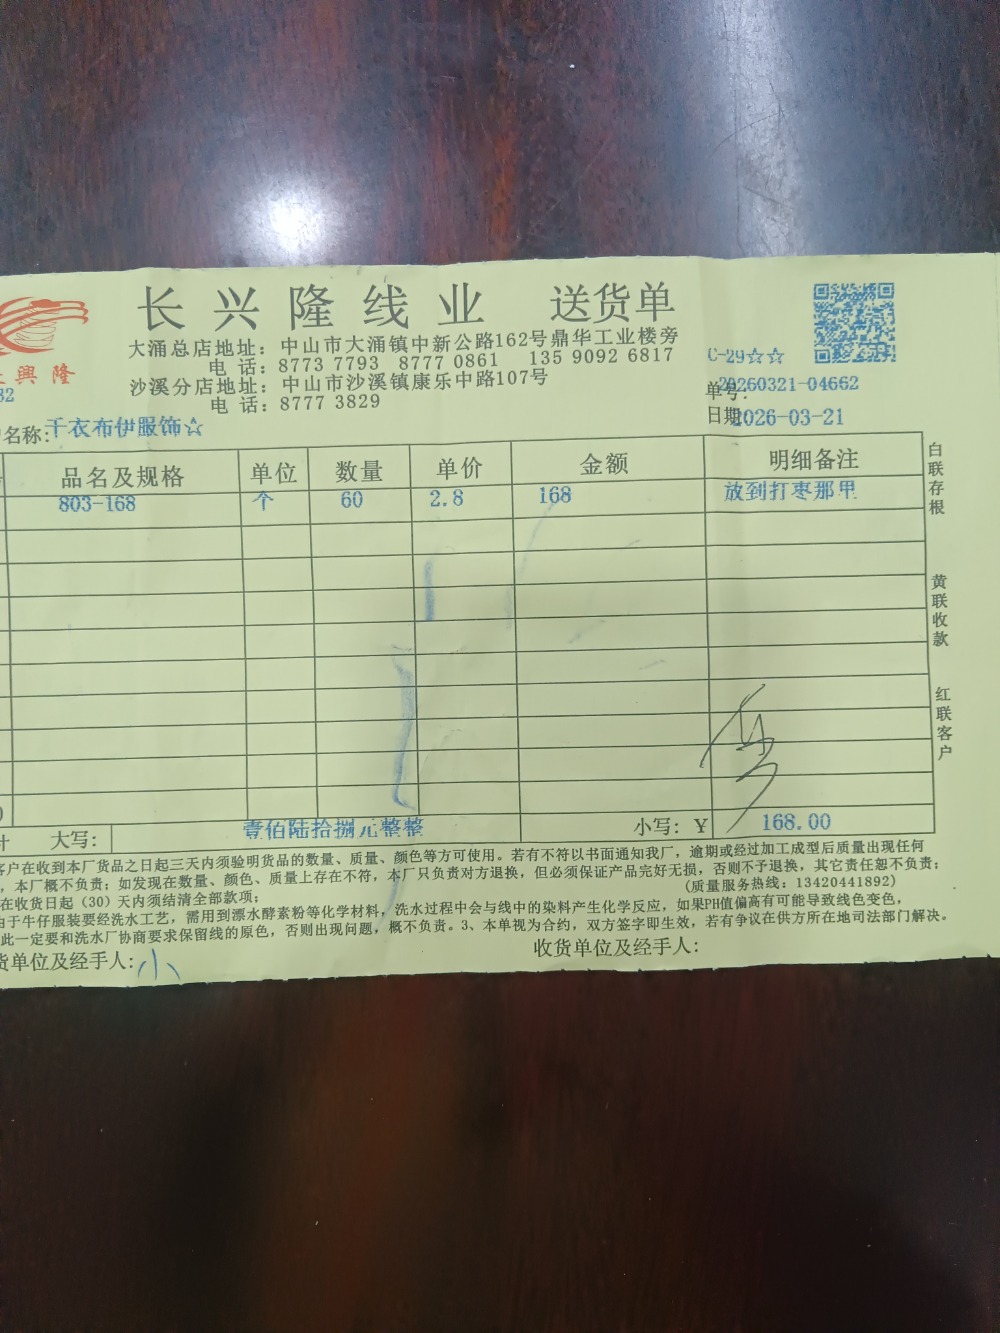 长兴隆线业 送货单
大涌总店地址：中山市大涌镇中新公路162号鼎华工业楼旁
电 话：8773 7793 8777 0861 135 9092 6817
沙溪分店地址：中山市沙溪镇康乐中路107号
电 话：8777 3829
興隆
C-29☆☆
单号:20260321-04662
日期:2026-03-21
名称:千衣布伊服饰☆
品名及规格 单位 数量 单价 金额 明细备注
803-168 个 60 2.8 168 放到打枣那里
白联存根
黄联收款
红联客户
大写: 壹佰陆拾捌元整整 小写: ￥ 168.00
客户在收到本厂货品之日起三天内须验明货品的数量、质量、颜色等方可使用。若有不符以书面通知我厂，逾期或经过加工成型后质量出现任何
，本厂概不负责；如发现在数量、颜色、质量上存在不符，本厂只负责对方退换，但必须保证产品完好无损，否则不予退换，其它责任恕不负责；
在收货日起（30）天内须结清全部款项； (质量服务热线：13420441892)
由于牛仔服装要经洗水工艺，需用到漂水酵素粉等化学材料，洗水过程中会与线中的染料产生化学反应，如果PH值偏高有可能导致线色变色，
此一定要和洗水厂协商要求保留线的原色，否则出现问题，概不负责。3、本单视为合约，双方签字即生效，若有争议在供方所在地司法部门解决。
货单位及经手人:小 收货单位及经手人: